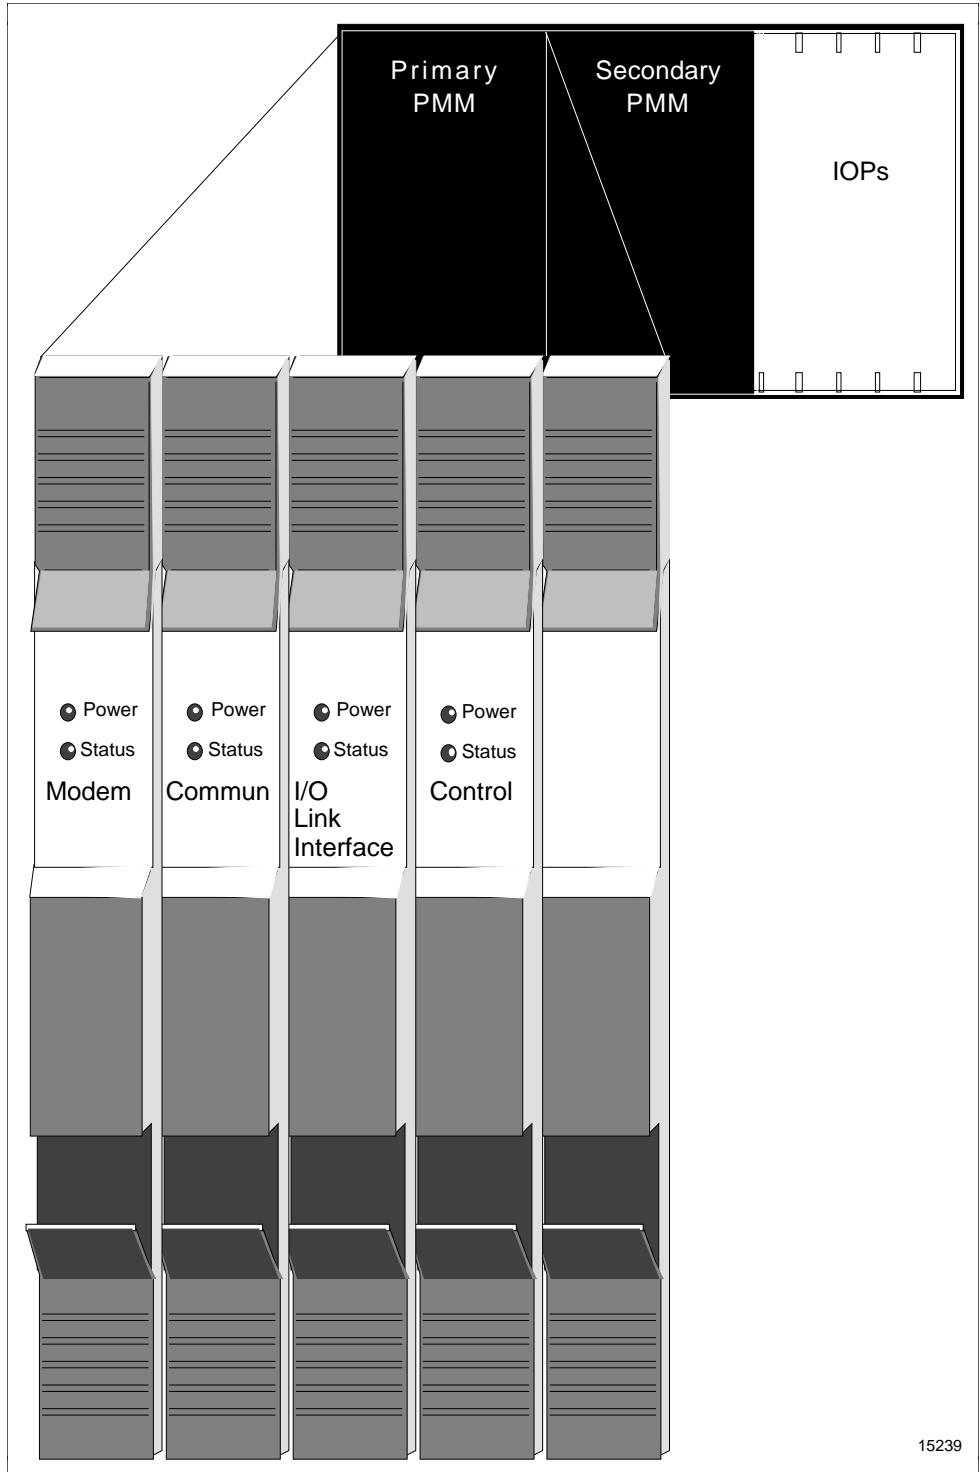 Primary
PMM
Secondary
PMM
IOPs
Power
Status
Modem
Power
Status
Commun
Power
Status
I/O
Link
Interface
Power
Status
Control
15239